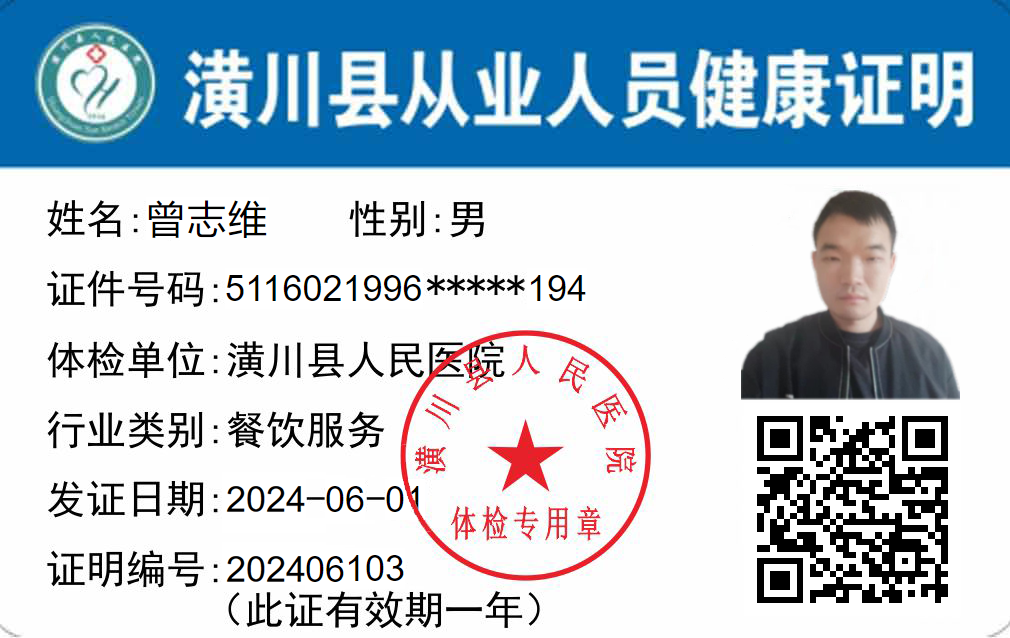 潢川县从业人员健康证明
姓名:曾志维 性别:男
证件号码:5116021996*****194
体检单位:潢川县人民医院
行业类别:餐饮服务
发证日期:2024-06-01
证明编号:202406103
(此证有效期一年)
潢川县人民医院
体检专用章